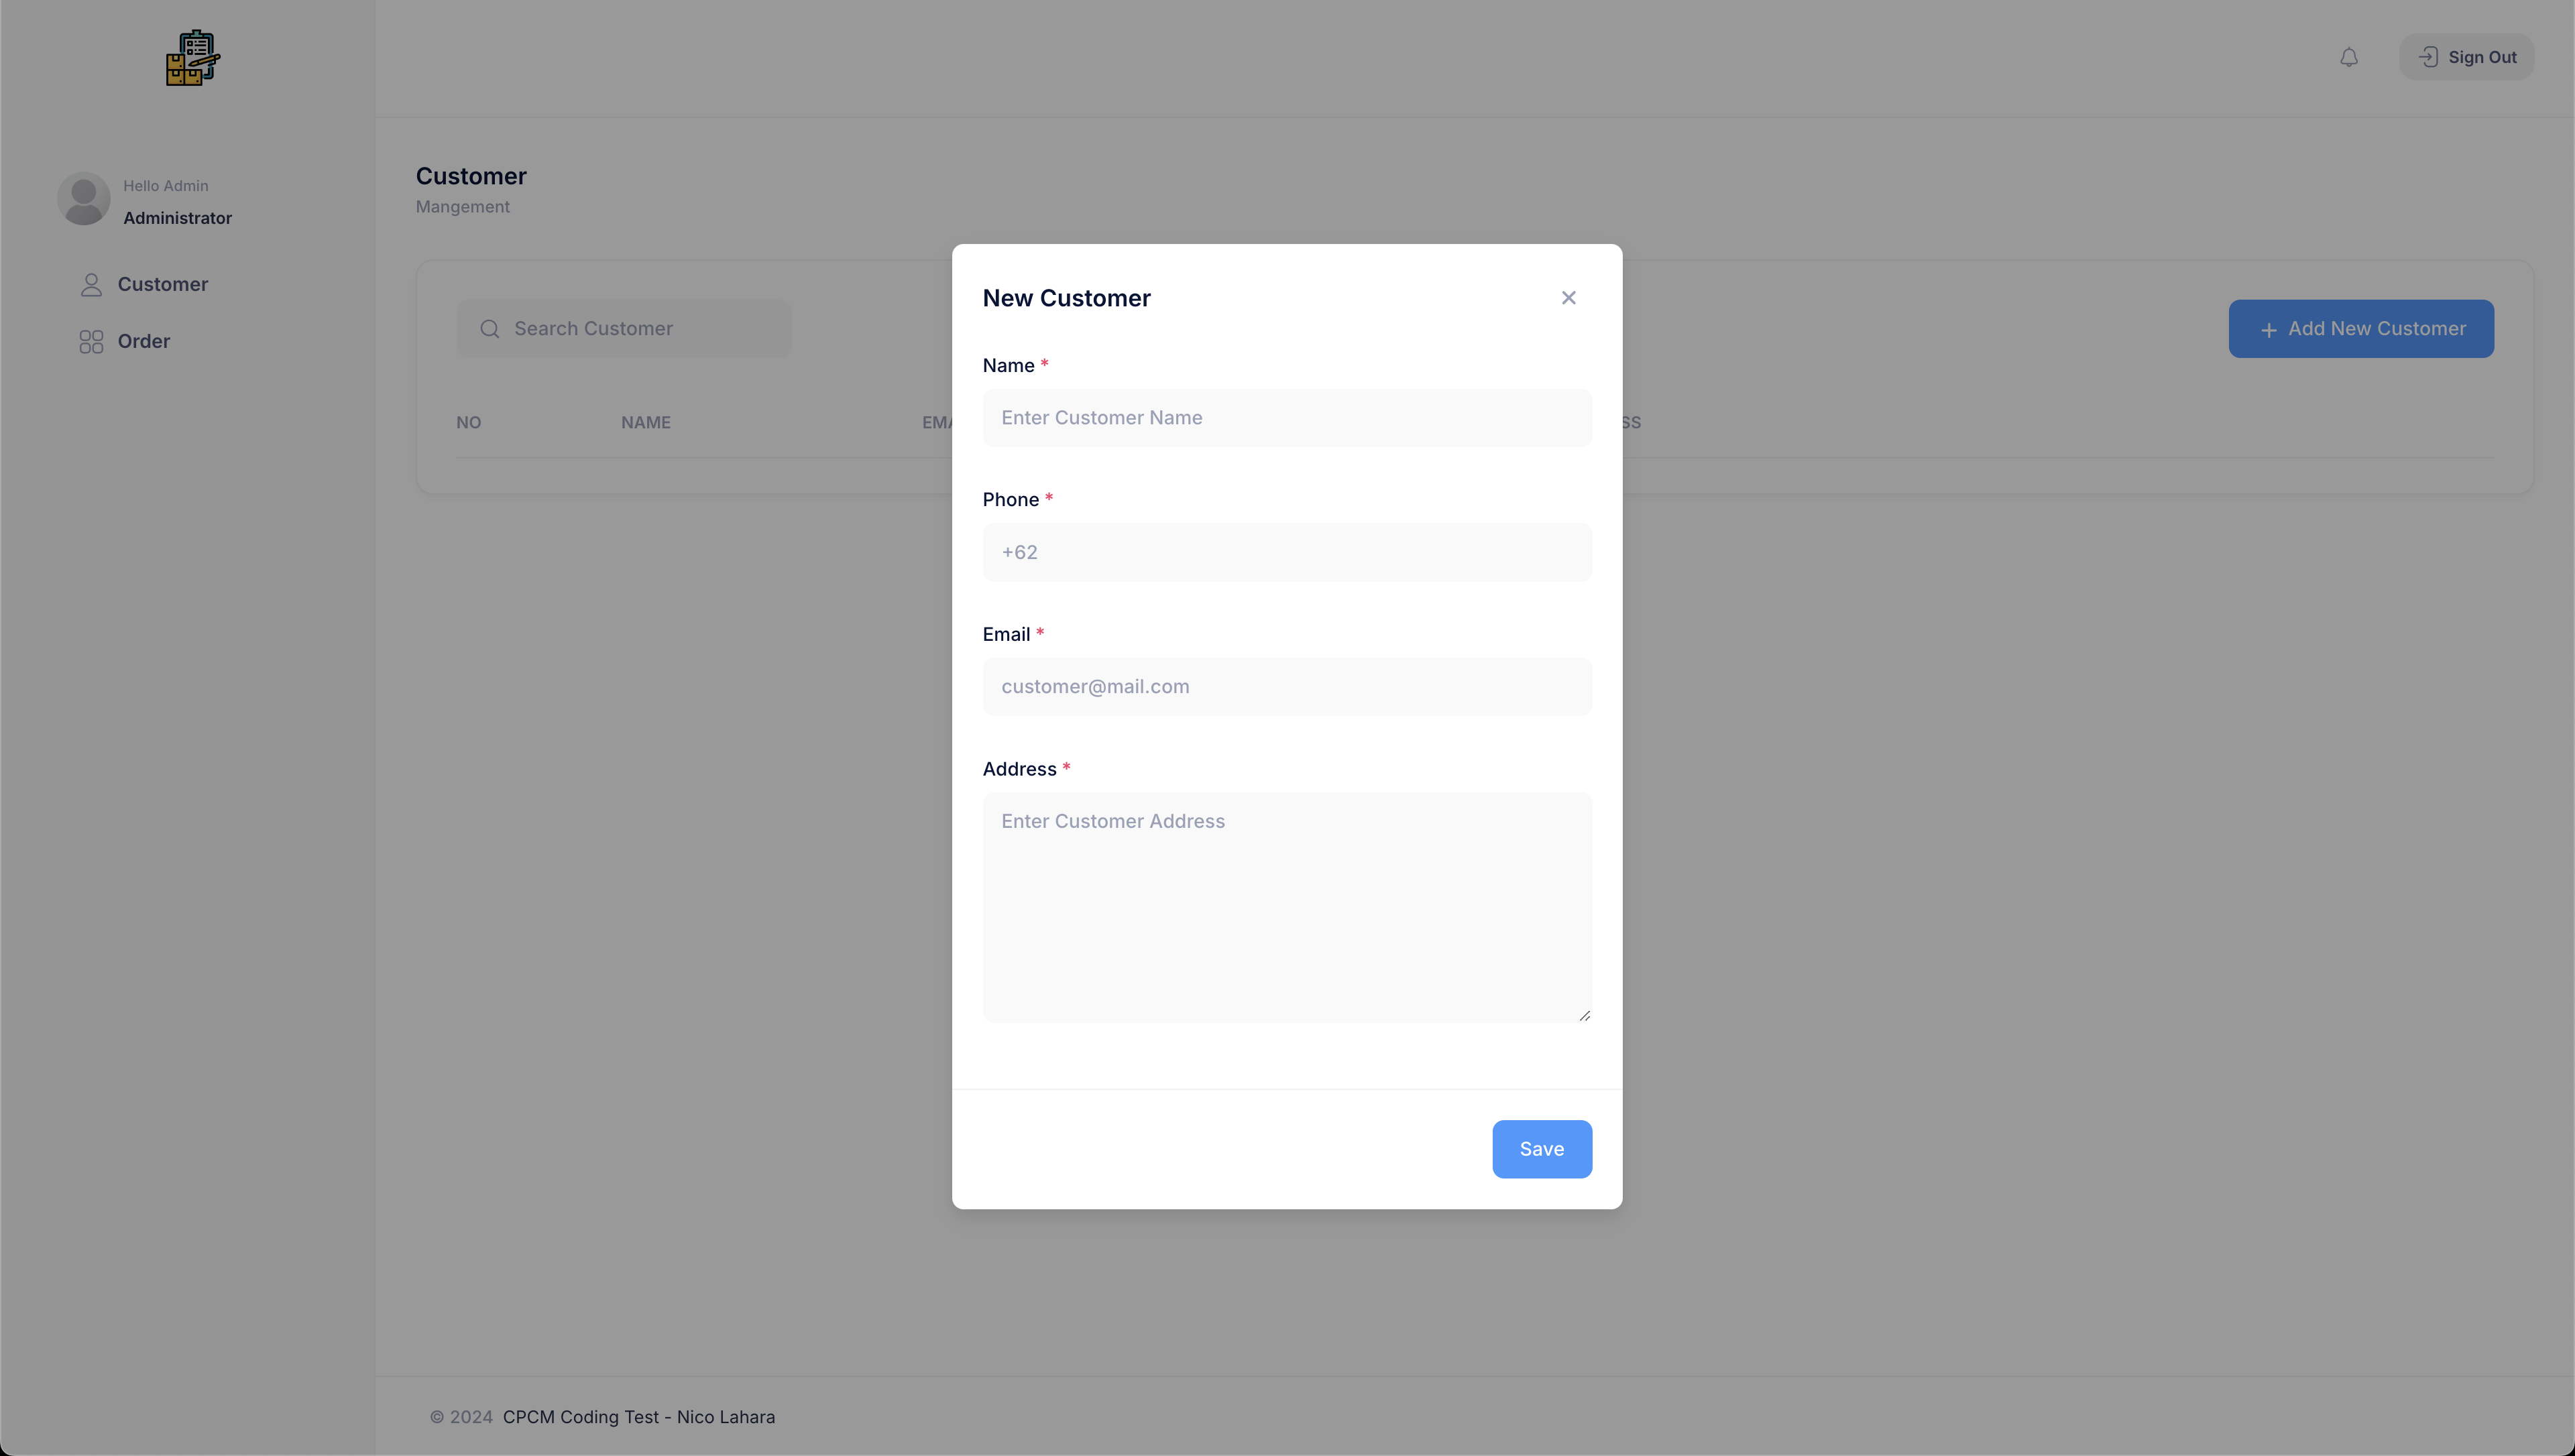 Sign Out
Hello Admin
Administrator
Customer
Order
Customer
Mangement
Search Customer
Add New Customer
NO NAME
New Customer
Name *
Enter Customer Name
Phone *
+62
Email *
customer@mail.com
Address *
Enter Customer Address
Save
© 2024 CPCM Coding Test - Nico Lahara